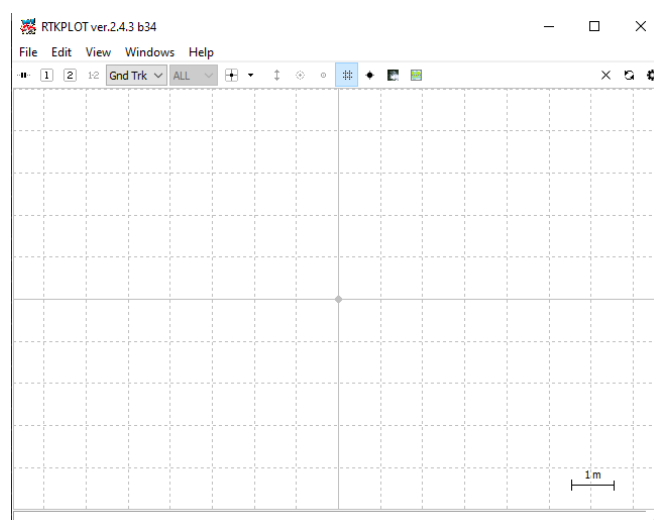 RTKPLOT ver.2.4.3 b34
File Edit View Windows Help
1 2 1-2 Gnd Trk ALL
1 m